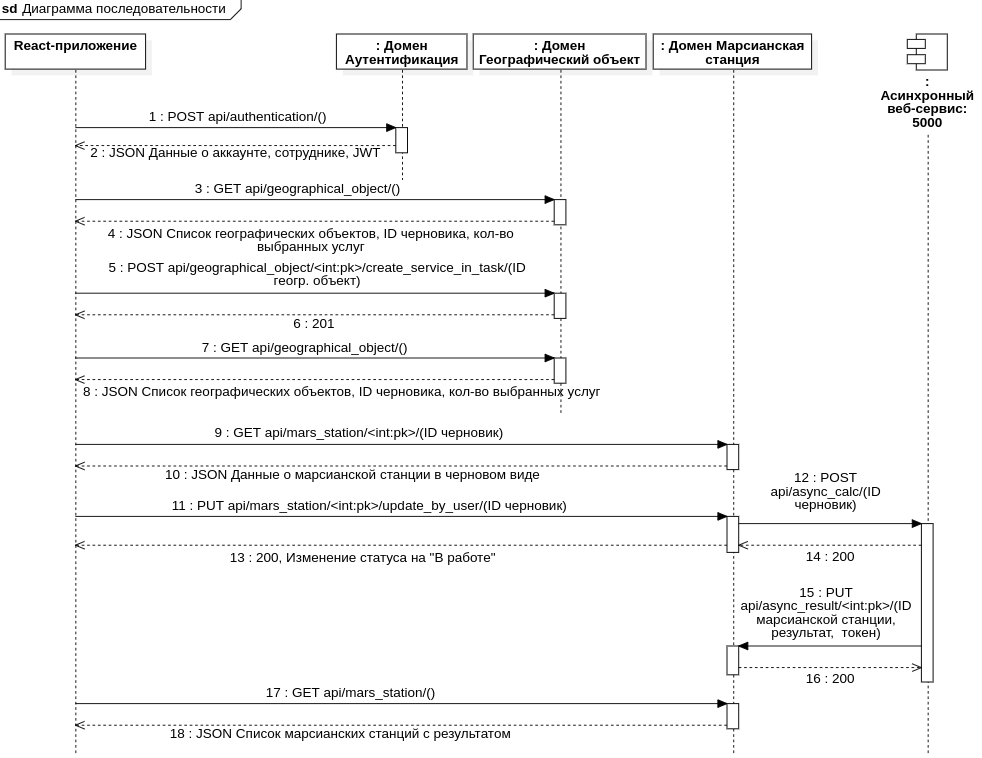 sd Диаграмма последовательности
React-приложение
: Домен
Аутентификация
: Домен
Географический объект
: Домен Марсианская
станция
:
Асинхронный
веб-сервис:
5000
1 : POST api/authentication/()
2 : JSON Данные о аккаунте, сотруднике, JWT
3 : GET api/geographical_object/()
4 : JSON Список географических объектов, ID черновика, кол-во
выбранных услуг
5 : POST api/geographical_object/<int:pk>/create_service_in_task/(ID
геогр. объект)
6 : 201
7 : GET api/geographical_object/()
8 : JSON Список географических объектов, ID черновика, кол-во выбранных услуг
9 : GET api/mars_station/<int:pk>/(ID черновик)
10 : JSON Данные о марсианской станции в черновом виде
11 : PUT api/mars_station/<int:pk>/update_by_user/(ID черновик)
12 : POST
api/async_calc/(ID
черновик)
13 : 200, Изменение статуса на "В работе"
14 : 200
15 : PUT
api/async_result/<int:pk>/(ID
марсианской станции,
результат, токен)
16 : 200
17 : GET api/mars_station/()
18 : JSON Список марсианских станций с результатом